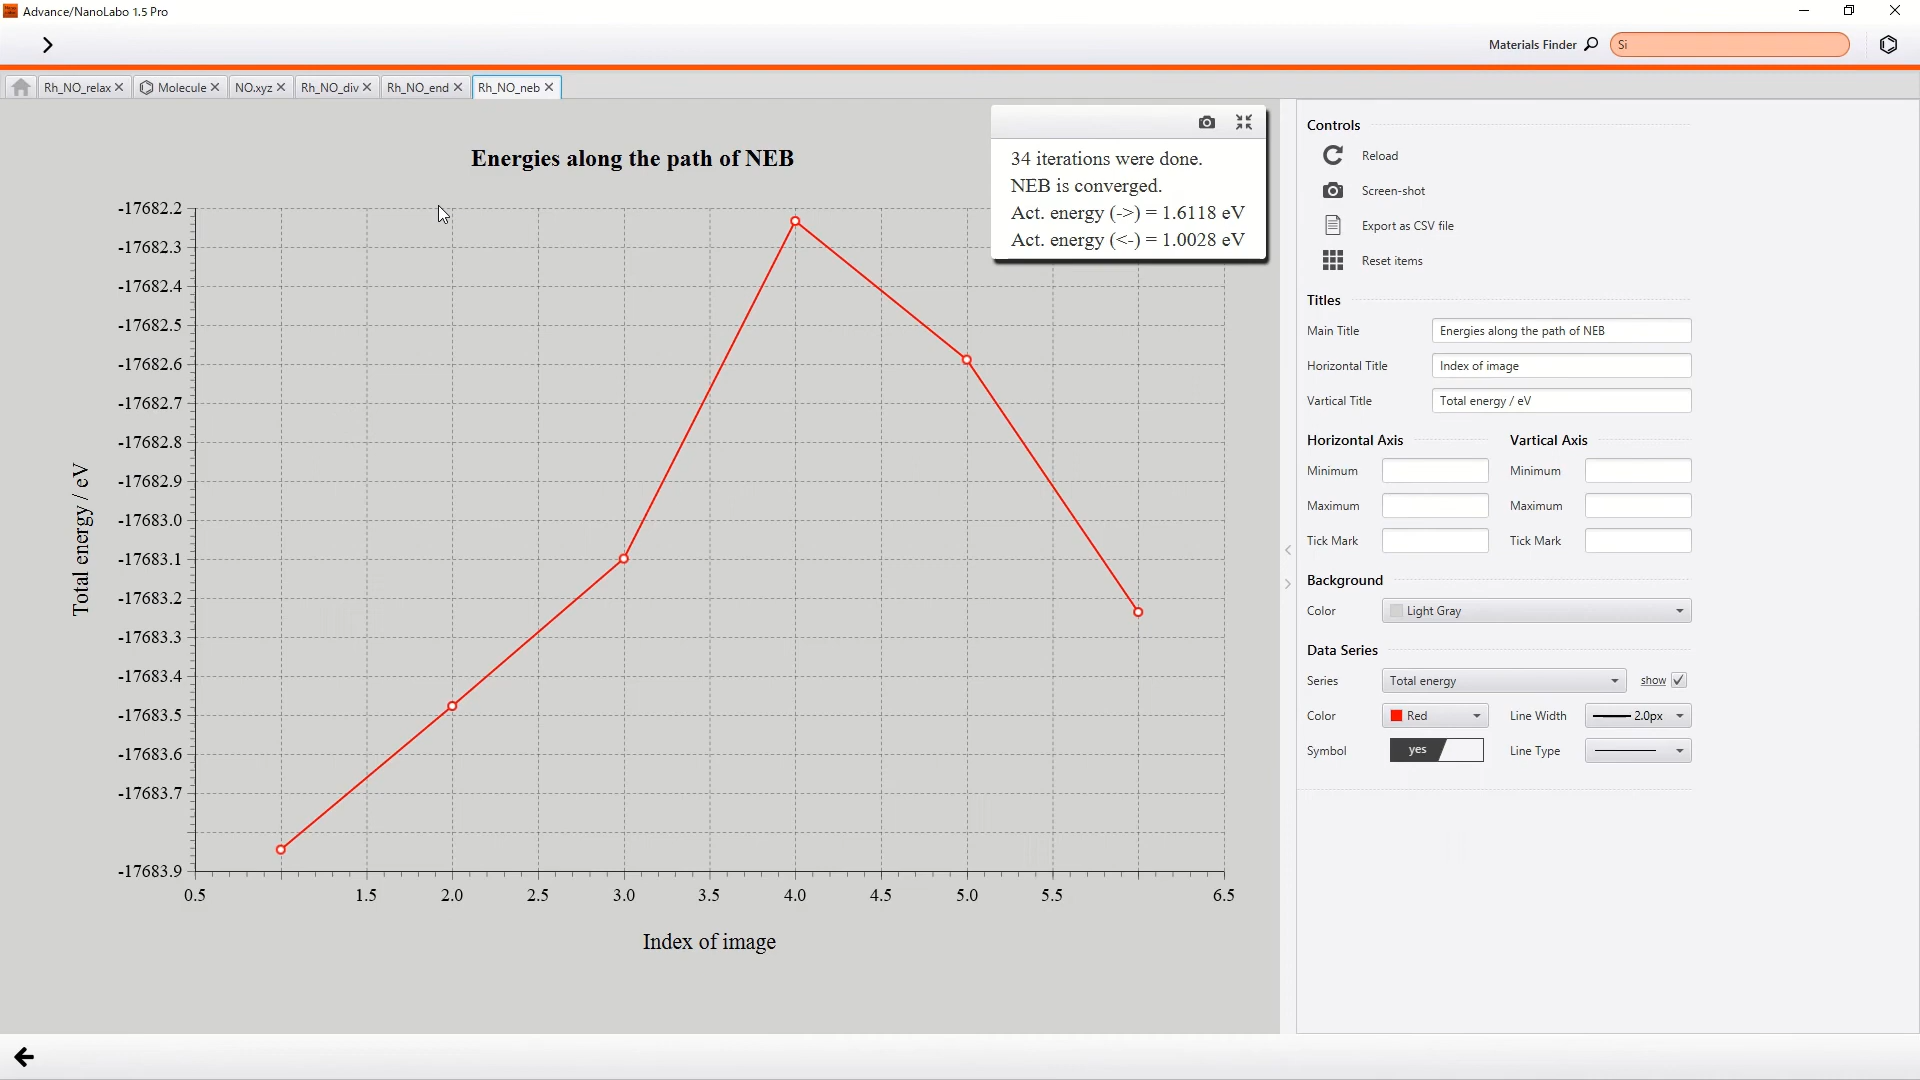 Advance/NanoLabo 1.5 Pro
Materials Finder
Si
Rh_NO_relax
Molecule
NO.xyz
Rh_NO_div
Rh_NO_end
Rh_NO_neb
Energies along the path of NEB
34 iterations were done.
NEB is converged.
Act. energy (->) = 1.6118 eV
Act. energy (<-) = 1.0028 eV
Total energy / eV
-17682.2
-17682.3
-17682.4
-17682.5
-17682.6
-17682.7
-17682.8
-17682.9
-17683.0
-17683.1
-17683.2
-17683.3
-17683.4
-17683.5
-17683.6
-17683.7
-17683.9
0.5 1.5 2.0 2.5 3.0 3.5 4.0 4.5 5.0 5.5 6.5
Index of image
Controls
Reload
Screen-shot
Export as CSV file
Reset items
Titles
Main Title Energies along the path of NEB
Horizontal Title Index of image
Vartical Title Total energy / eV
Horizontal Axis Vartical Axis
Minimum Minimum
Maximum Maximum
Tick Mark Tick Mark
Background
Color Light Gray
Data Series
Series Total energy show
Color Red Line Width 2.0px
Symbol yes Line Type